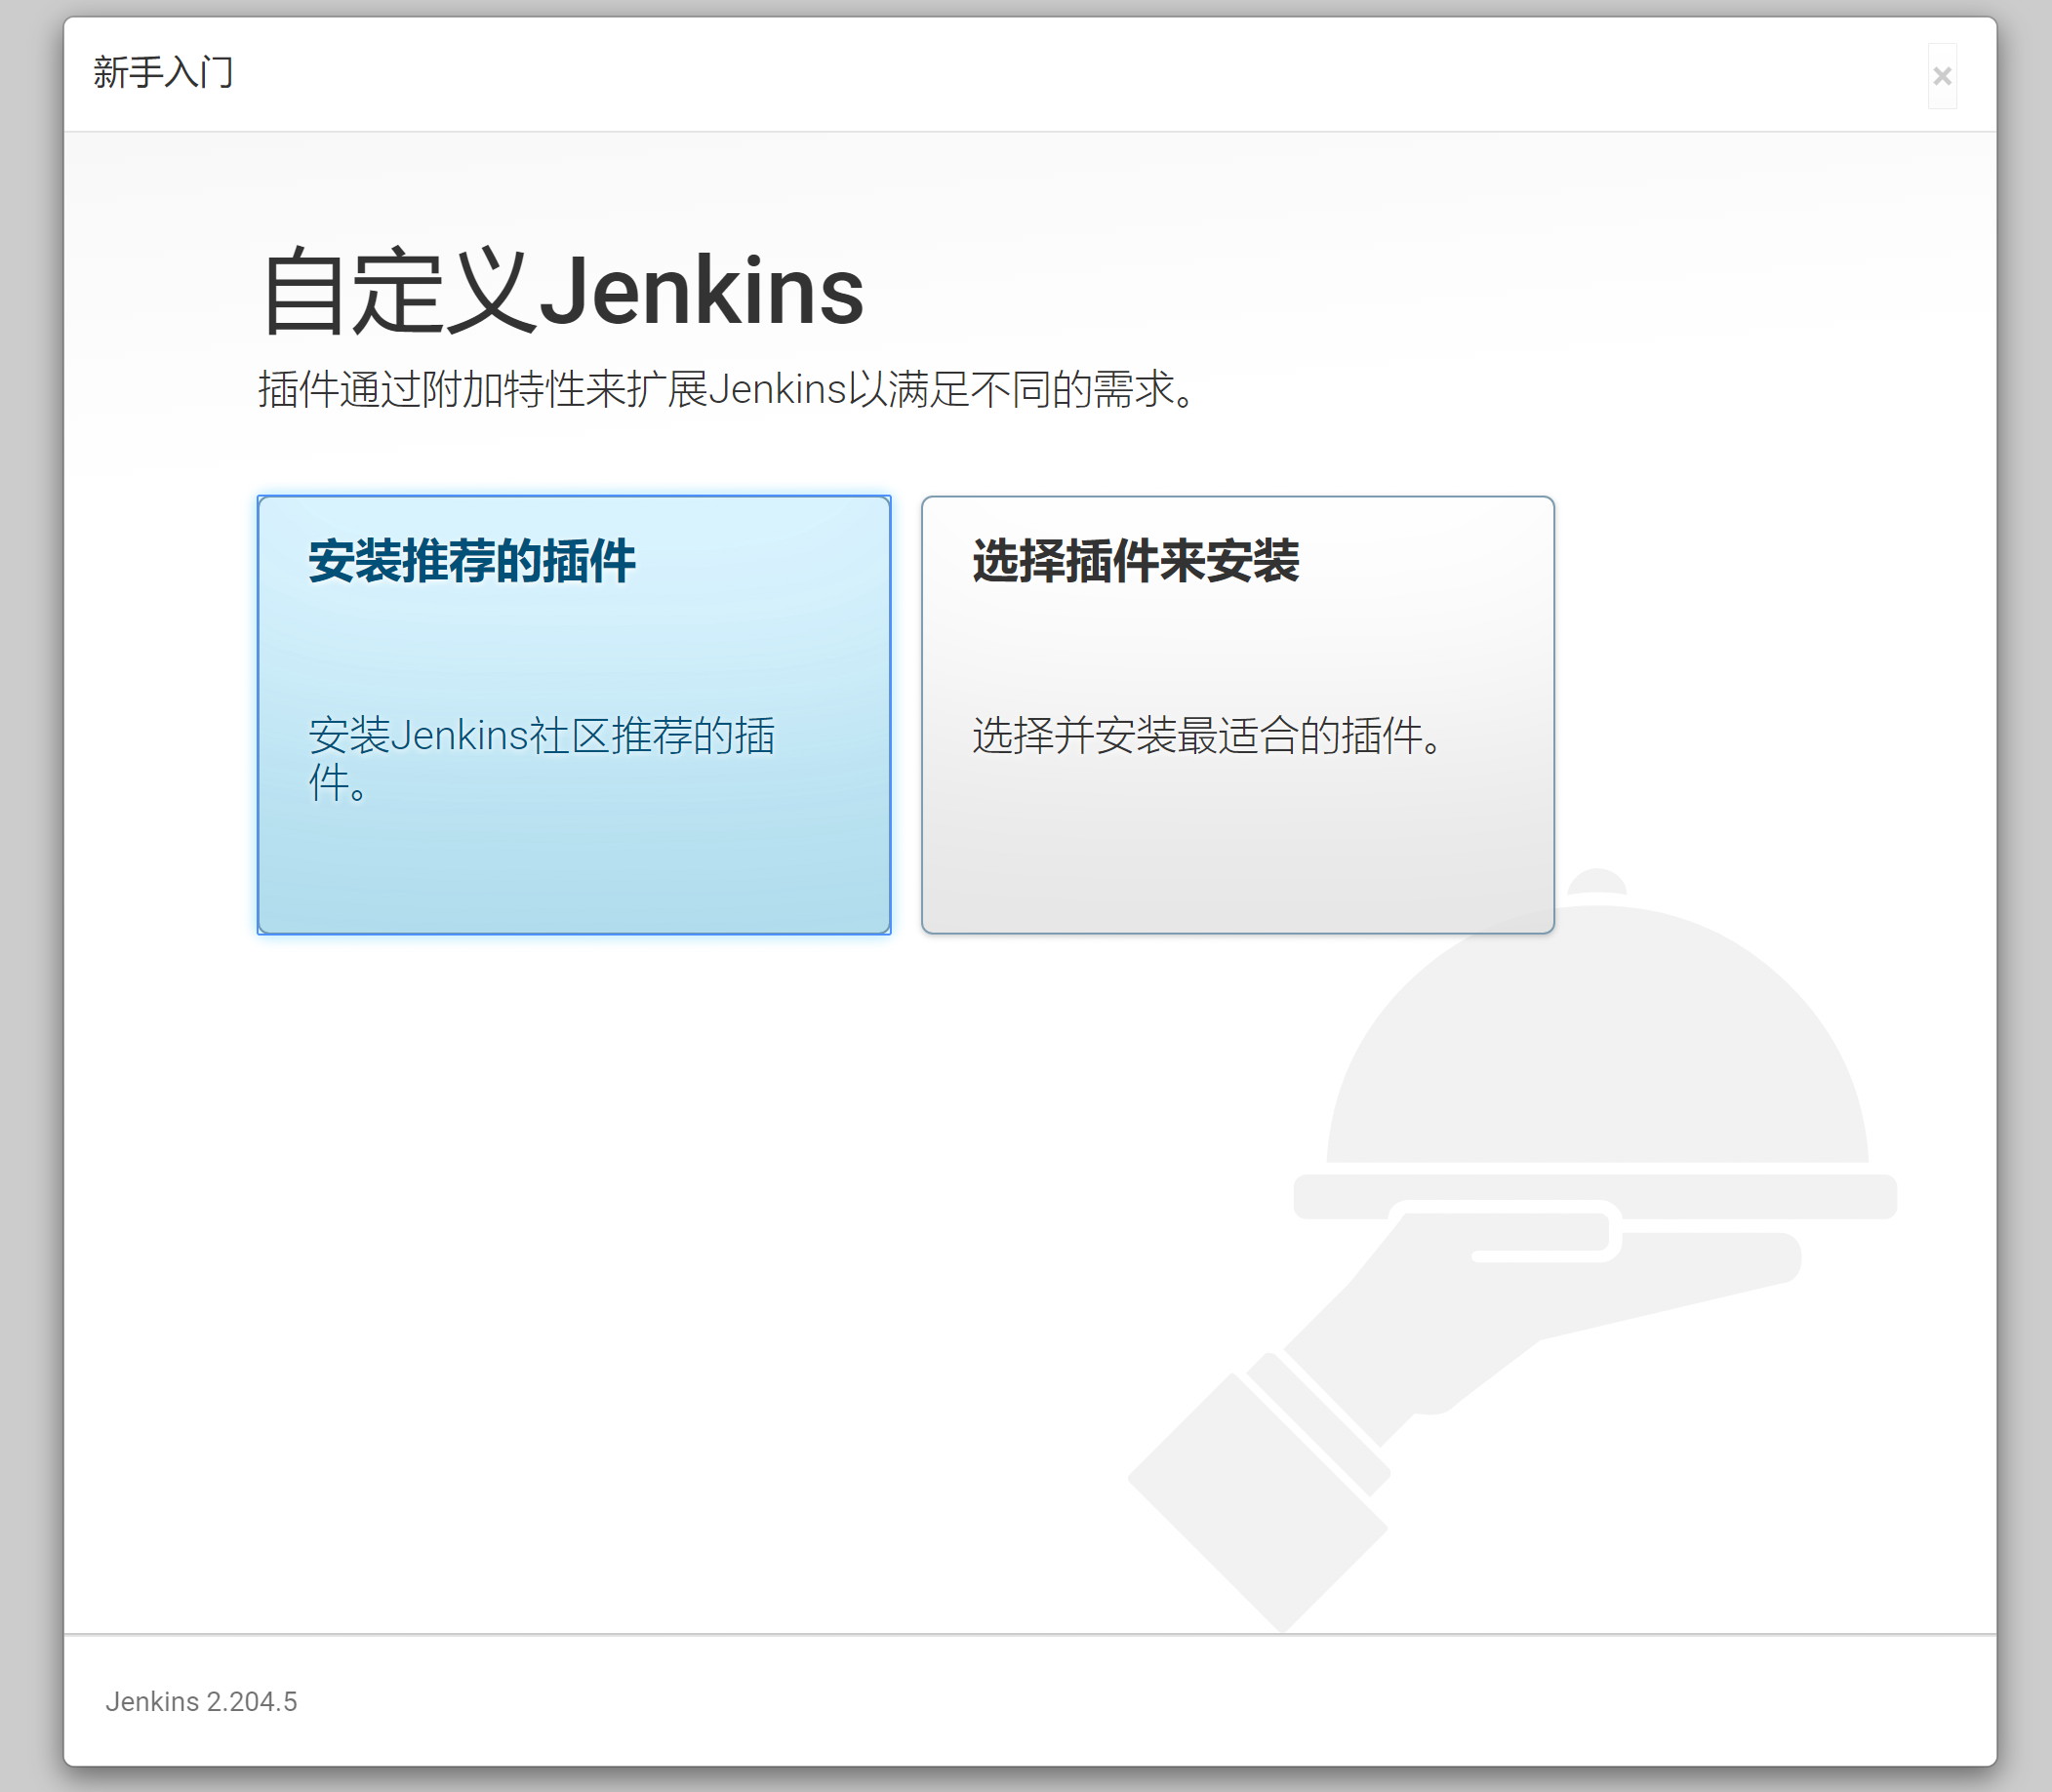 新手入门
×
自定义Jenkins
插件通过附加特性来扩展Jenkins以满足不同的需求。
安装推荐的插件
安装Jenkins社区推荐的插
件。
选择插件来安装
选择并安装最适合的插件。
Jenkins 2.204.5